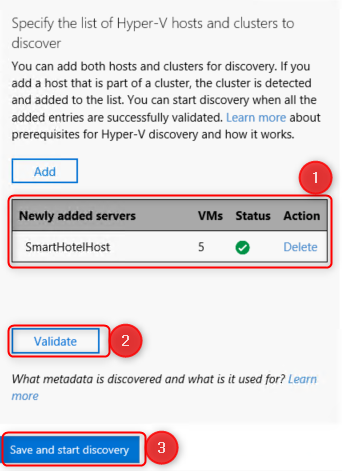 Specify the list of Hyper-V hosts and clusters to
discover
You can add both hosts and clusters for discovery. If you
add a host that is part of a cluster, the cluster is detected
and added to the list. You can start discovery when all the
added entries are successfully validated. Learn more about
prerequisites for Hyper-V discovery and how it works.
Add
1
Newly added servers VMs Status Action
SmartHotelHost 5 Delete
Validate 2
What metadata is discovered and what is it used for? Learn
more
Save and start discovery 3